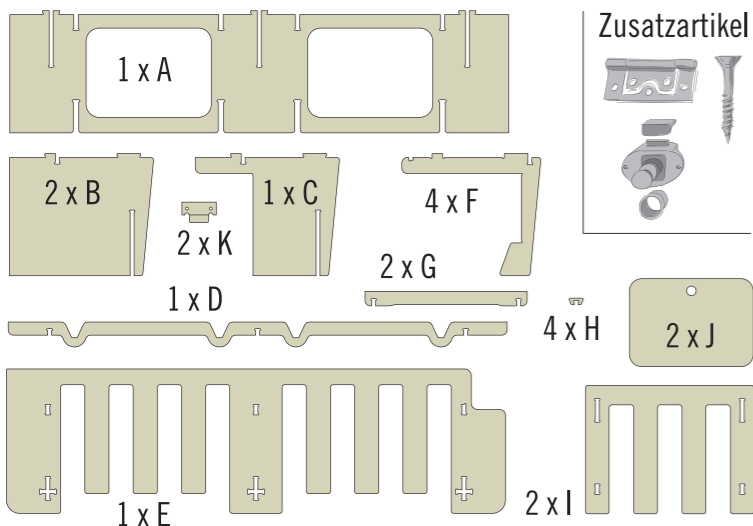 Zusatzartikel
1 x A
2 x B
1 x C
4 x F
2 x K
2 x G
1 x D
4 x H
2 x J
1 x E
2 x I